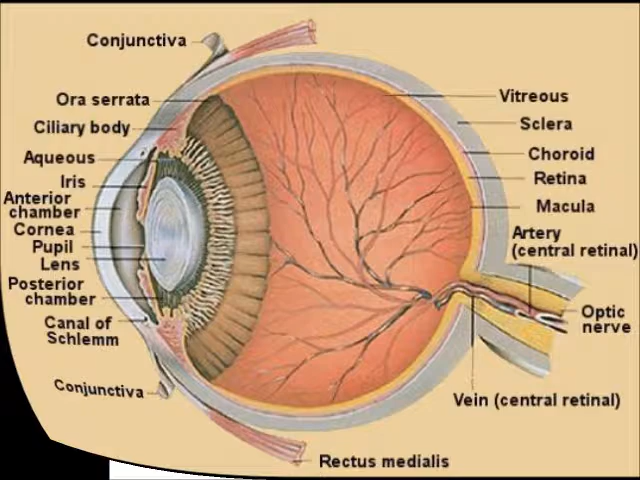 Conjunctiva
Ora serrata
Ciliary body
Aqueous
Iris
Anterior
chamber
Cornea
Pupil
Lens
Posterior
chamber
Canal of
Schlemm
Conjunctiva
Vitreous
Sclera
Choroid
Retina
Macula
Artery
(central retinal)
Optic
nerve
Vein (central retinal)
Rectus medialis